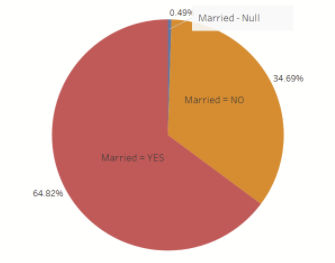 0.49%
Married - Null
34.69%
Married = NO
Married = YES
64.82%